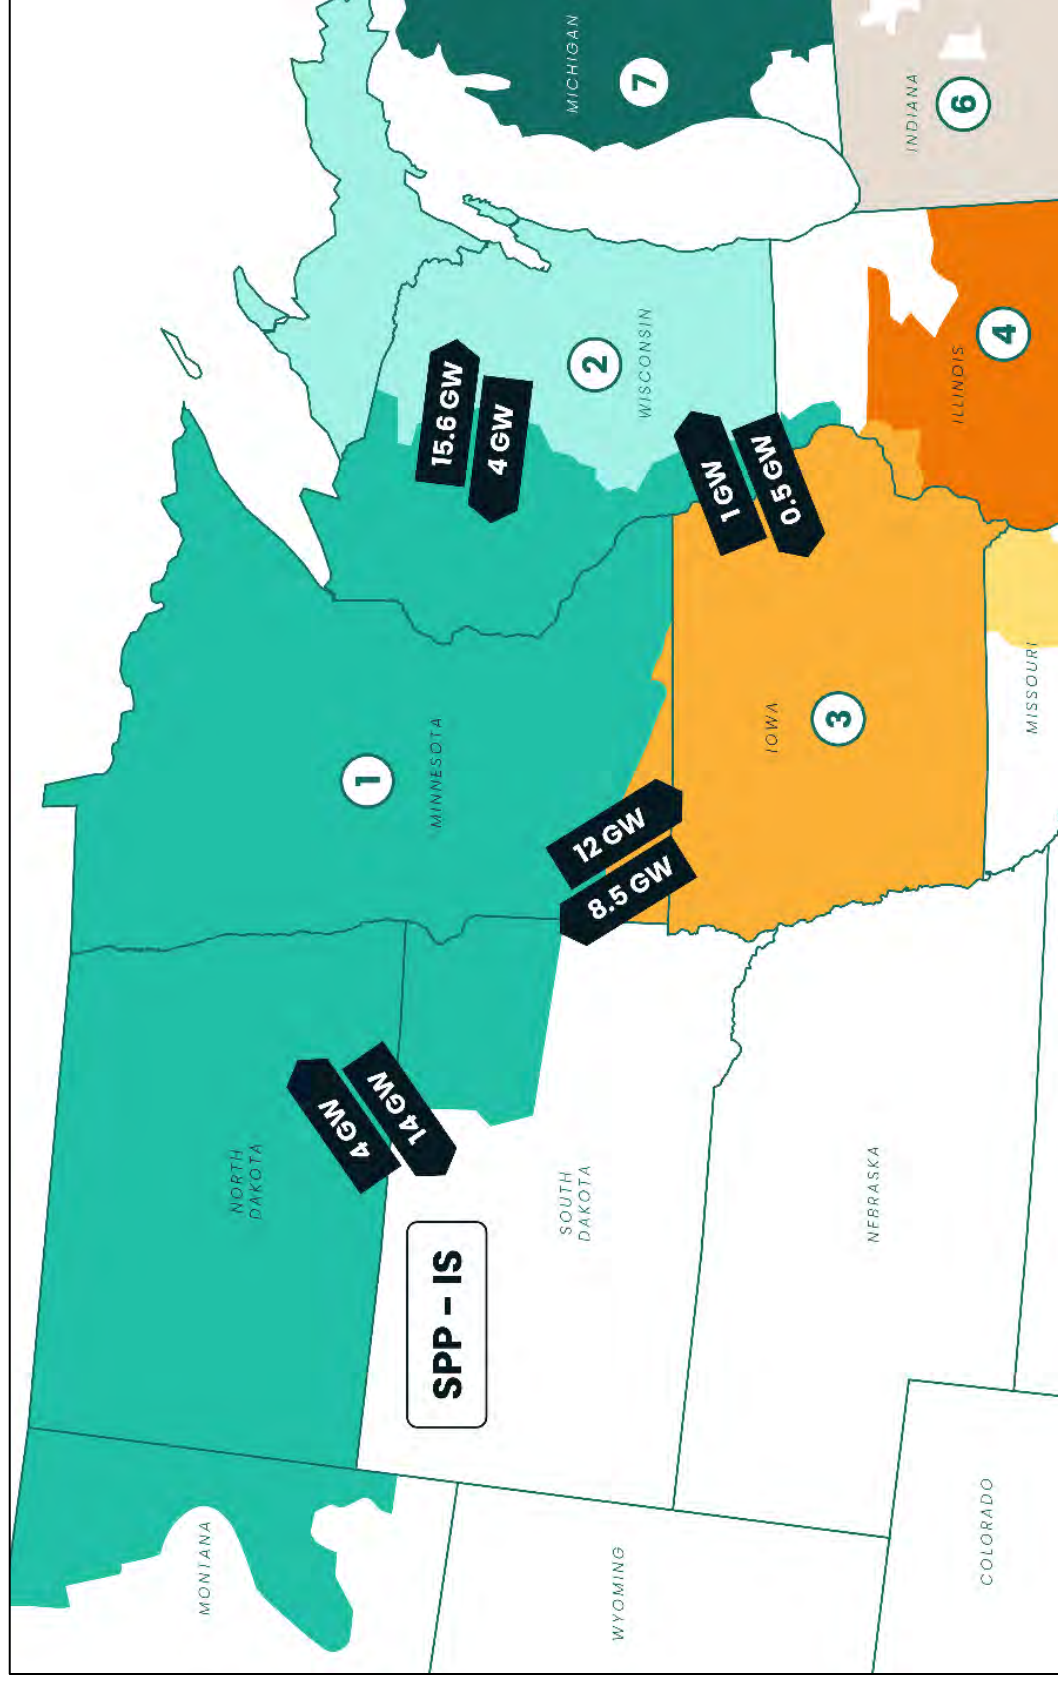 MONTANA
NORTH
DAKOTA
MINNESOTA
1
4 GW
14 GW
SPP – IS
SOUTH
DAKOTA
12 GW
8.5 GW
15.6 GW
4 GW
2
WISCONSIN
MICHIGAN
7
WYOMING
NEBRASKA
IOWA
3
1 GW
0.5 GW
INDIANA
6
ILLINOIS
4
COLORADO
MISSOURI